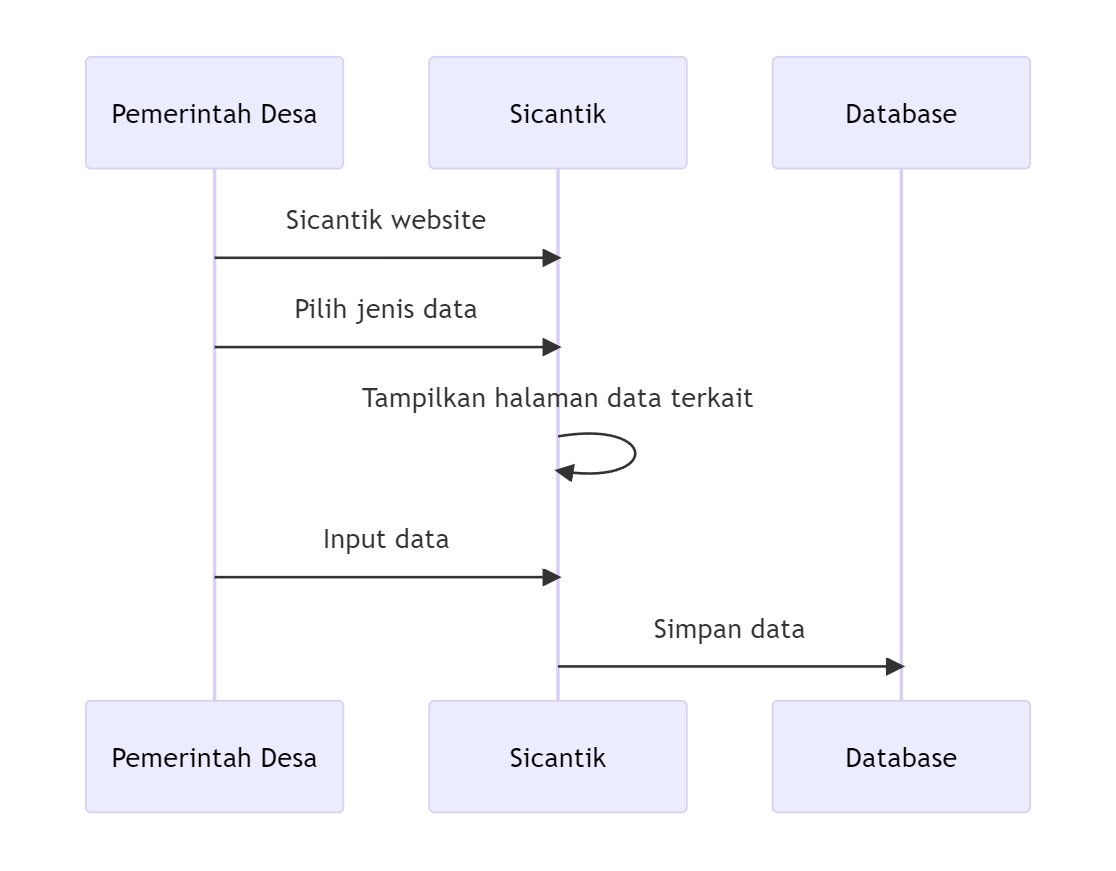 Pemerintah Desa
Sicantik
Database
Sicantik website
Pilih jenis data
Tampilkan halaman data terkait
Input data
Simpan data
Pemerintah Desa
Sicantik
Database